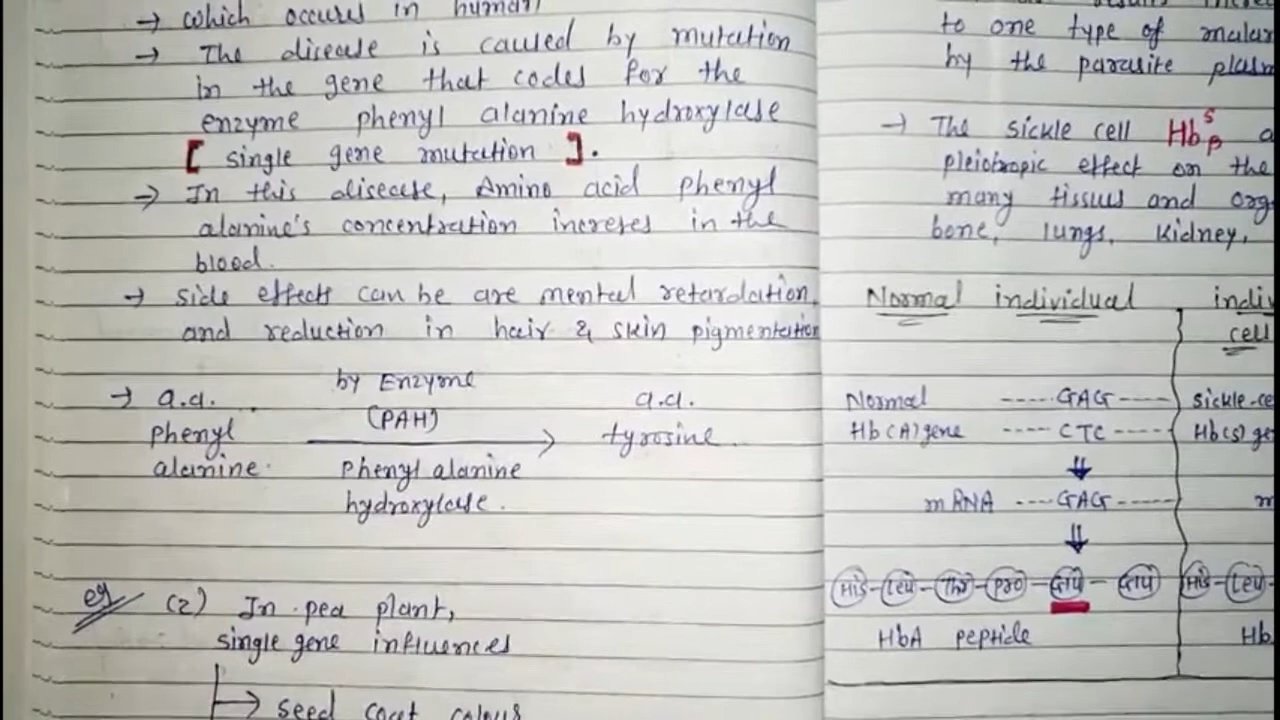 → which occures in human
→ The disease is caused by mutation
in the gene that codes for the
enzyme phenyl alanine hydroxylase
[ single gene mutation ].
→ In this disease, Amino acid phenyl
alanine's concentration increses in the
blood.
→ side effects can be are mental retardation
and reduction in hair & skin pigmentation
→ a.a. phenyl alanine.
by Enzyme
(PAH)
Phenyl alanine
hydroxylase.
a.a.
tyrosine.
eg (2) In pea plant,
single gene influences
→ seed coat colour
to one type of
by the parasite
→ The sickle cell Hb S β
pleiotropic effect on the
many tissues and
bone, lungs, kidney,
Normal individual
cell
Normal ---- GAG ----
Hb(A) gene ---- CTC ----
⇓
mRNA ---- GAG ----
⇓
His - Leu - Thr - Pro - Glu - Glu
HbA peptide
Sickle-ce
Hb(s) ge
m
His - Leu -
Hb